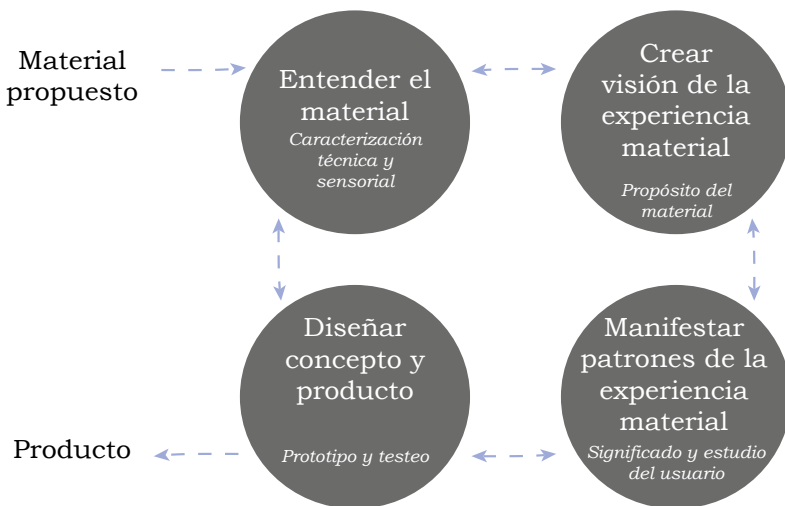 Material
propuesto
Entender el
material
Caracterización
técnica y
sensorial
Crear
visión de la
experiencia
material
Propósito del
material
Diseñar
concepto y
producto
Prototipo y testeo
Manifestar
patrones de la
experiencia
material
Significado y estudio
del usuario
Producto